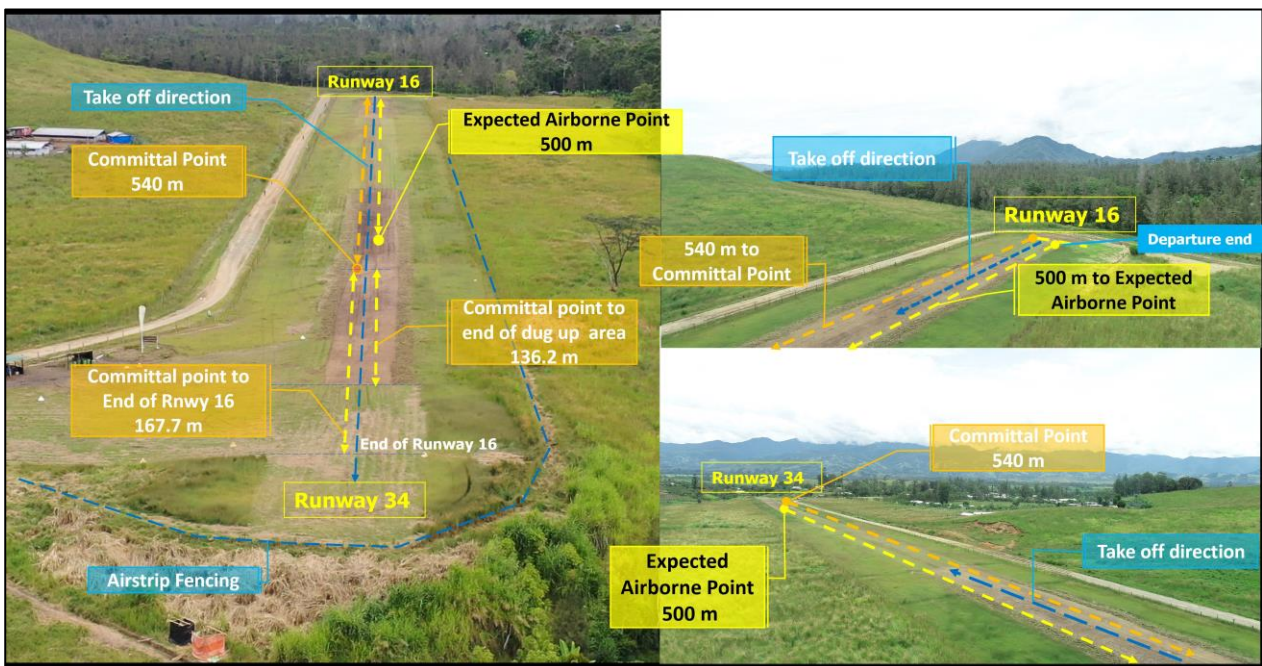 Runway 16
Take off direction
Expected Airborne Point
500 m
Committal Point
540 m
Committal point to
end of dug up area
136.2 m
Committal point to
End of Rnwy 16
167.7 m
End of Runway 16
Runway 34
Airstrip Fencing
Take off direction
Runway 16
Departure end
540 m to
Committal Point
500 m to Expected
Airborne Point
Committal Point
540 m
Runway 34
Expected
Airborne Point
500 m
Take off direction